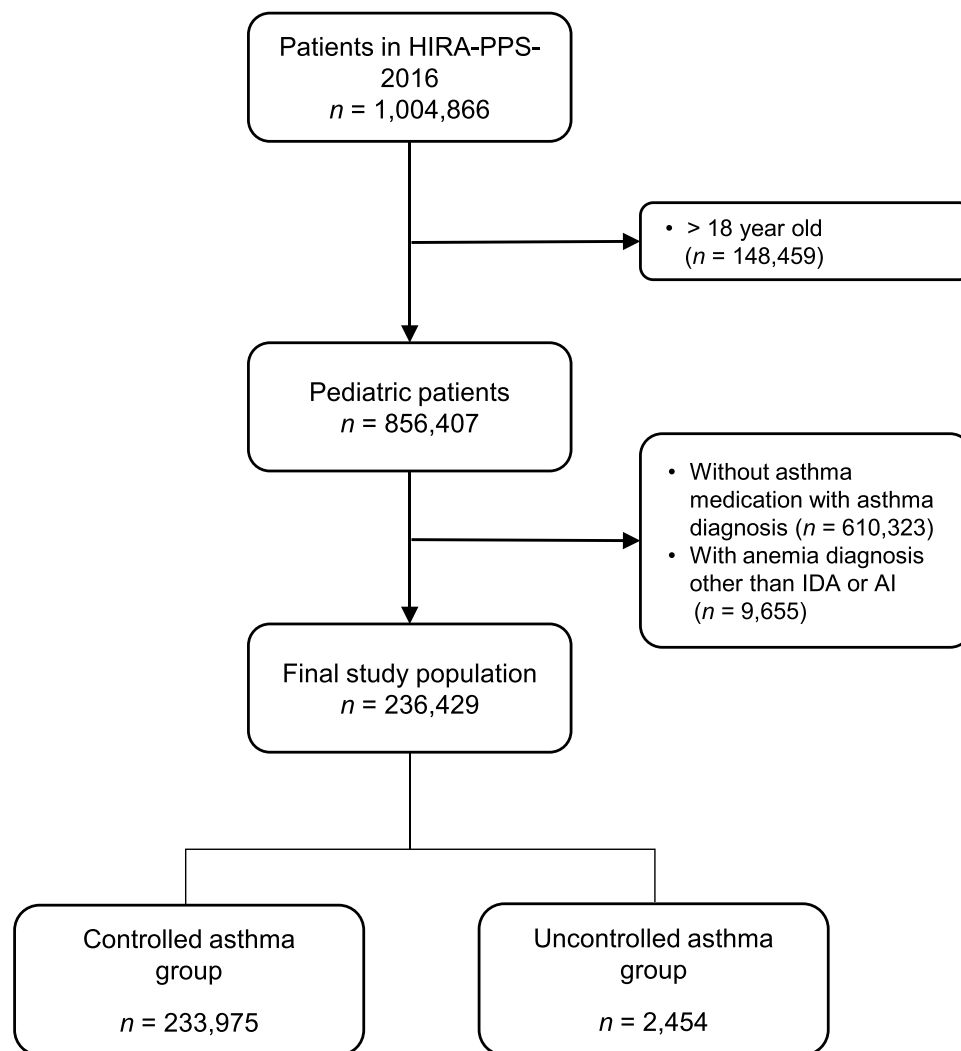 Patients in HIRA-PPS-
2016
n = 1,004,866
• > 18 year old
(n = 148,459)
Pediatric patients
n = 856,407
• Without asthma
medication with asthma
diagnosis (n = 610,323)
• With anemia diagnosis
other than IDA or AI
(n = 9,655)
Final study population
n = 236,429
Controlled asthma
group
n = 233,975
Uncontrolled asthma
group
n = 2,454